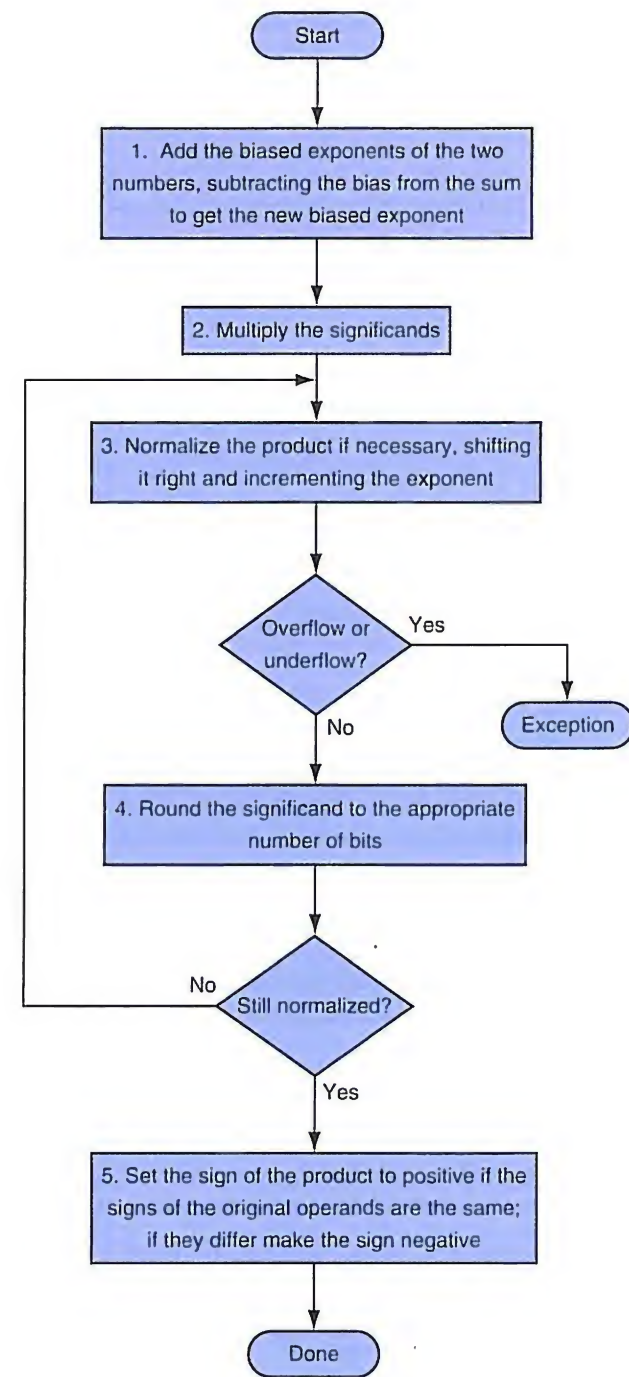 Start
1. Add the biased exponents of the two
numbers, subtracting the bias from the sum
to get the new biased exponent
2. Multiply the significands
3. Normalize the product if necessary, shifting
it right and incrementing the exponent
Overflow or
underflow?
Yes
Exception
No
4. Round the significand to the appropriate
number of bits
No
Still normalized?
Yes
5. Set the sign of the product to positive if the
signs of the original operands are the same;
if they differ make the sign negative
Done